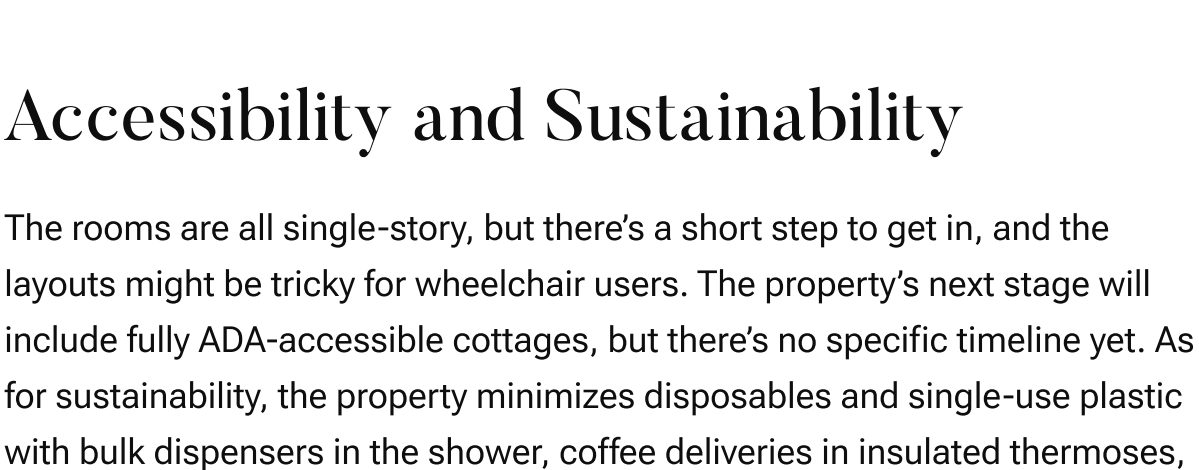 Accessibility and Sustainability
The rooms are all single-story, but there’s a short step to get in, and the
layouts might be tricky for wheelchair users. The property’s next stage will
include fully ADA-accessible cottages, but there’s no specific timeline yet. As
for sustainability, the property minimizes disposables and single-use plastic
with bulk dispensers in the shower, coffee deliveries in insulated thermoses,